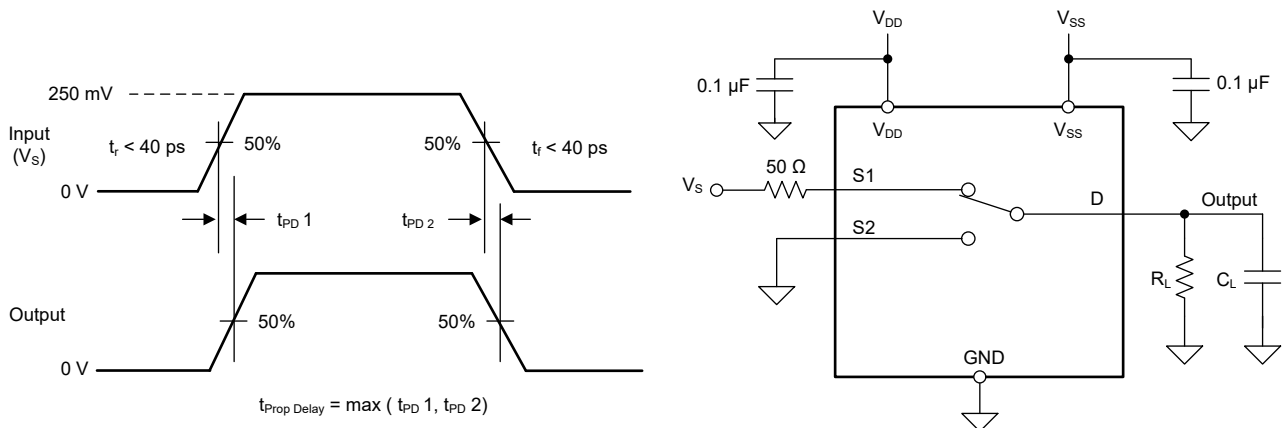 250 mV
Input
(VS)
tr < 40 ps
50%
50%
tf < 40 ps
0 V
tPD 1
tPD 2
Output
50%
50%
0 V
tProp Delay = max ( tPD 1, tPD 2)
VDD
VSS
0.1 µF
0.1 µF
VDD
VSS
50 Ω
VS
S1
D
Output
S2
RL
CL
GND